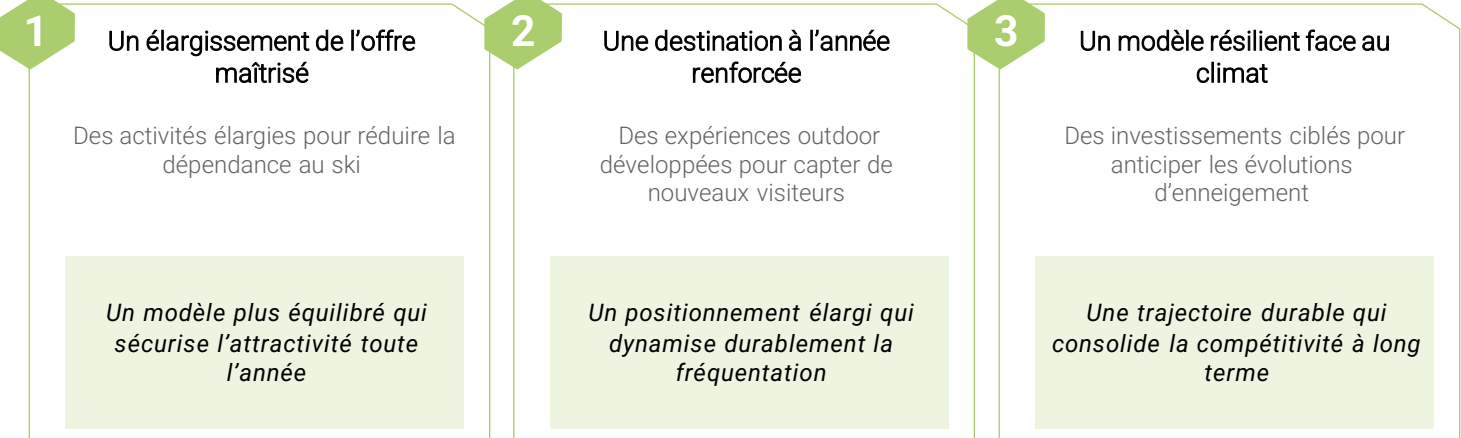 1
Un élargissement de l’offre
maîtrisé
Des activités élargies pour réduire la
dépendance au ski
Un modèle plus équilibré qui
sécurise l’attractivité toute
l’année
2
Une destination à l’année
renforcée
Des expériences outdoor
développées pour capter de
nouveaux visiteurs
Un positionnement élargi qui
dynamise durablement la
fréquentation
3
Un modèle résilient face au
climat
Des investissements ciblés pour
anticiper les évolutions
d’enneigement
Une trajectoire durable qui
consolide la compétitivité à long
terme